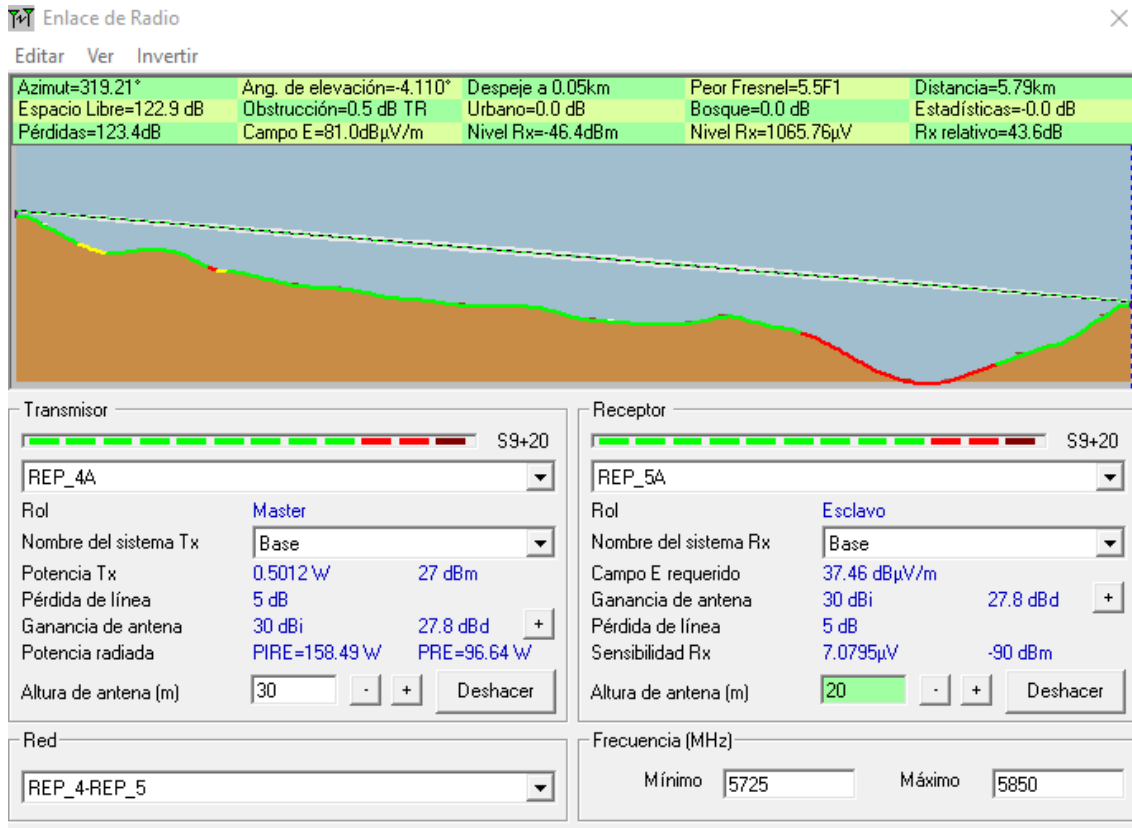 Enlace de Radio
Editar Ver Invertir
Azimut=319.21° Ang. de elevación=-4.110° Despeje a 0.05km Peor Fresnel=5.5F1 Distancia=5.79km
Espacio Libre=122.9 dB Obstrucción=0.5 dB TR Urbano=0.0 dB Bosque=0.0 dB Estadísticas=-0.0 dB
Pérdidas=123.4dB Campo E=81.0dBµV/m Nivel Rx=-46.4dBm Nivel Rx=1065.76µV Rx relativo=43.6dB
Transmisor
S9+20
REP_4A
Rol Master
Nombre del sistema Tx Base
Potencia Tx 0.5012 W 27 dBm
Pérdida de línea 5 dB
Ganancia de antena 30 dBi 27.8 dBd +
Potencia radiada PIRE=158.49 W PRE=96.64 W
Altura de antena (m) 30 - + Deshacer
Receptor
S9+20
REP_5A
Rol Esclavo
Nombre del sistema Rx Base
Campo E requerido 37.46 dBµV/m
Ganancia de antena 30 dBi 27.8 dBd +
Pérdida de línea 5 dB
Sensibilidad Rx 7.0795µV -90 dBm
Altura de antena (m) 20 - + Deshacer
Red
REP_4-REP_5
Frecuencia (MHz)
Mínimo 5725 Máximo 5850